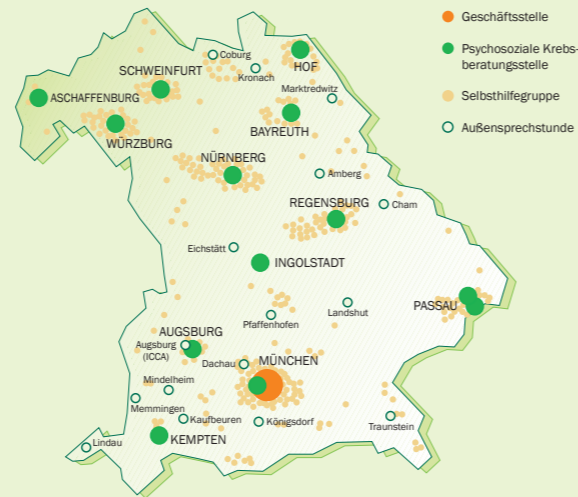 Geschäftsstelle
Psychosoziale Krebs-
beratungsstelle
Selbsthilfegruppe
Außensprechstunde
Coburg
Kronach
HOF
SCHWEINFURT
Marktredwitz
ASCHAFFENBURG
BAYREUTH
WÜRZBURG
NÜRNBERG
Amberg
REGENSBURG
Cham
Eichstätt
INGOLSTADT
PASSAU
Landshut
Pfaffenhofen
AUGSBURG
Augsburg
(ICCA)
Dachau
MÜNCHEN
Mindelheim
Memmingen
Kaufbeuren
Königsdorf
Traunstein
KEMPTEN
Lindau